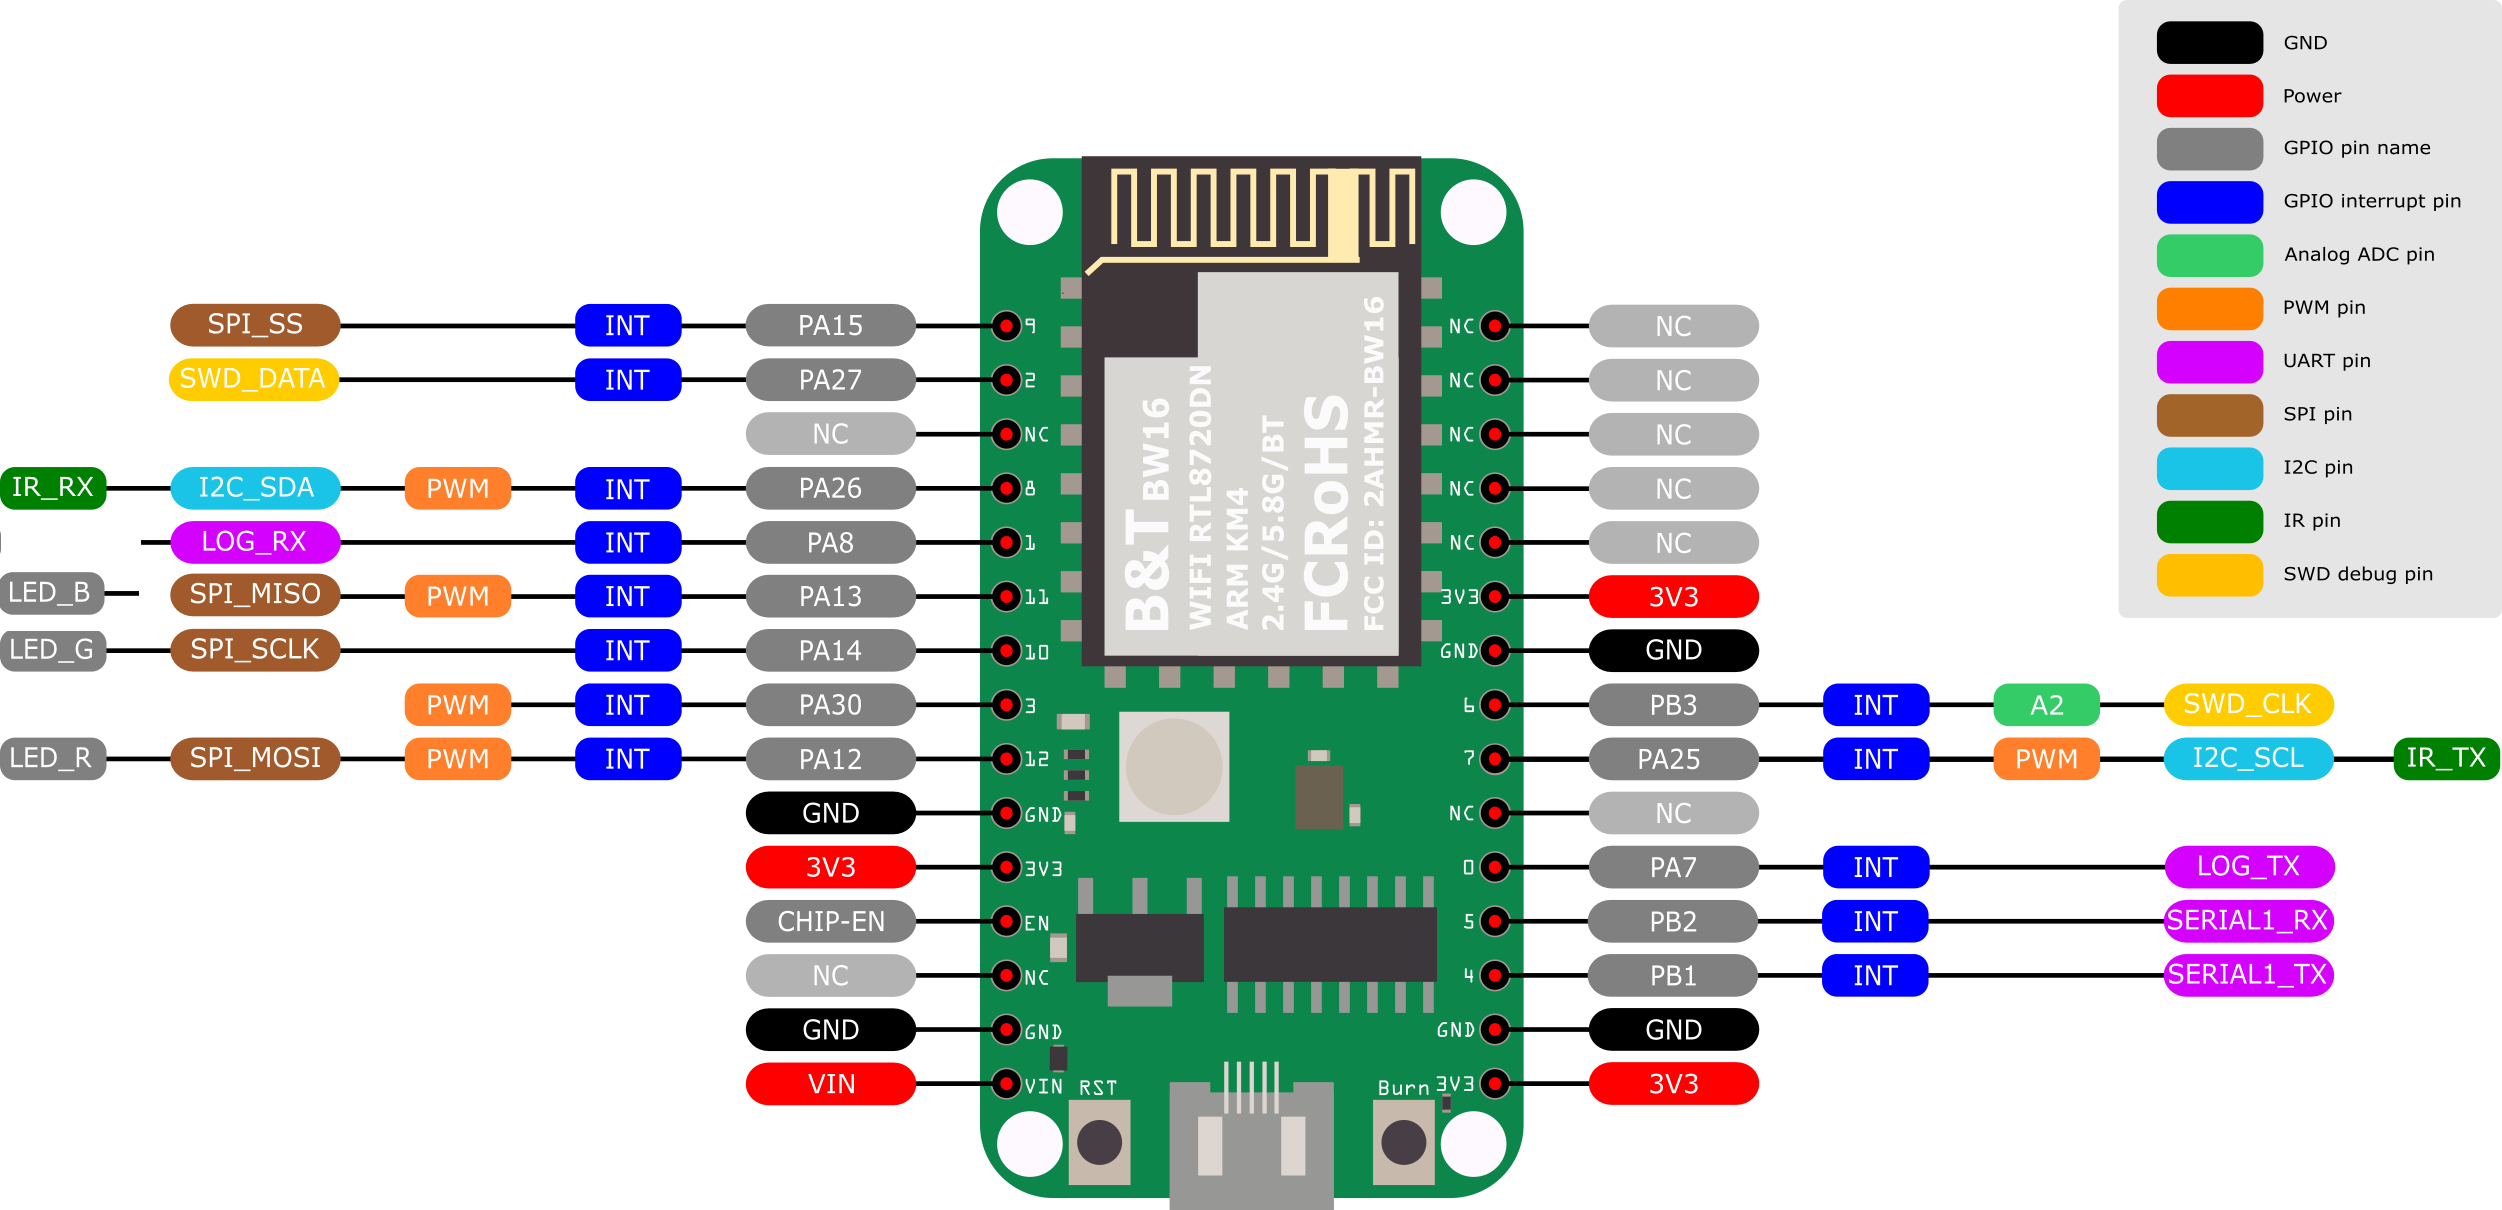 GND
Power
GPIO pin name
GPIO interrupt pin
Analog ADC pin
PWM pin
UART pin
SPI pin
I2C pin
IR pin
SWD debug pin
SPI_SS INT PA15 9 NC NC
SWD_DATA INT PA27 2 NC NC
NC NC NC NC
IR_RX I2C_SDA PWM INT PA26 8 NC NC
LOG_RX INT PA8 1 NC NC
LED_B SPI_MISO PWM INT PA13 11 3V3 3V3
LED_G SPI_SCLK INT PA14 10 GND GND
PWM INT PA30 3 6 PB3 INT A2 SWD_CLK
LED_R SPI_MOSI PWM INT PA12 12 7 PA25 INT PWM I2C_SCL IR_TX
GND GND NC NC
3V3 3V3 0 PA7 INT LOG_TX
CHIP-EN EN 5 PB2 INT SERIAL1_RX
NC NC 4 PB1 INT SERIAL1_TX
GND GND GND GND
VIN VIN RST Burn 3V3 3V3
B&T BW16
WIFI RTL8720DN
ARM KM4
2.4G/5.8G/BT
FCRoHS
FCC ID: 2AHMR-BW16